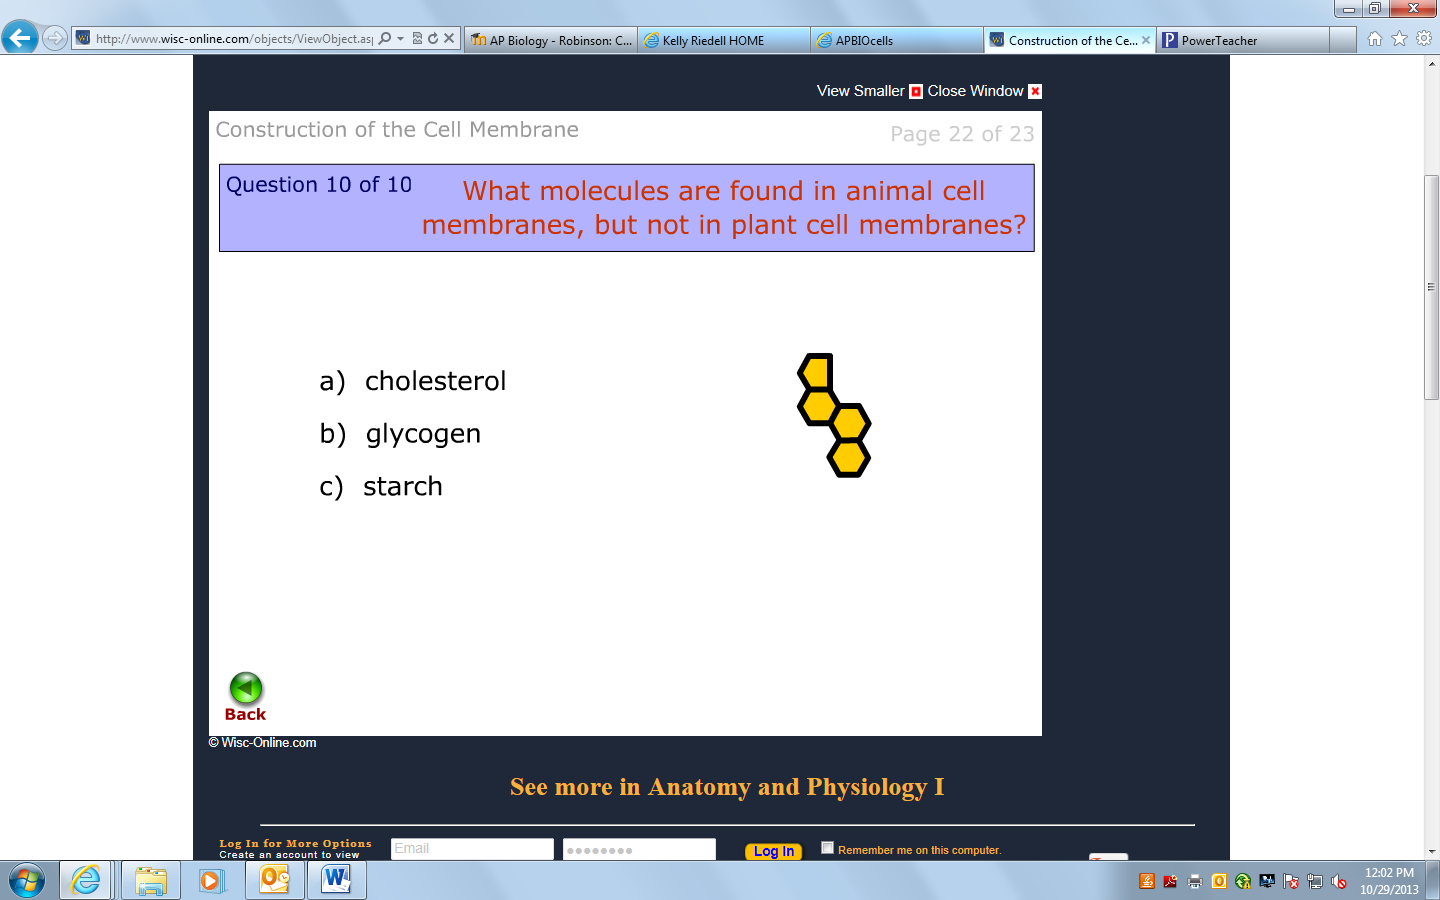 http://www.wisc-online.com/objects/ViewObject.asp
AP Biology - Robinson: C...
Kelly Riedell HOME
APBIOcells
Construction of the Ce...
PowerTeacher
View Smaller
Close Window
Construction of the Cell Membrane
Page 22 of 23
Question 10 of 10
What molecules are found in animal cell
membranes, but not in plant cell membranes?
a) cholesterol
b) glycogen
c) starch
Back
© Wisc-Online.com
See more in Anatomy and Physiology I
Log In for More Options
Create an account to view
Email
Log In
Remember me on this computer.
12:02 PM
10/29/2013